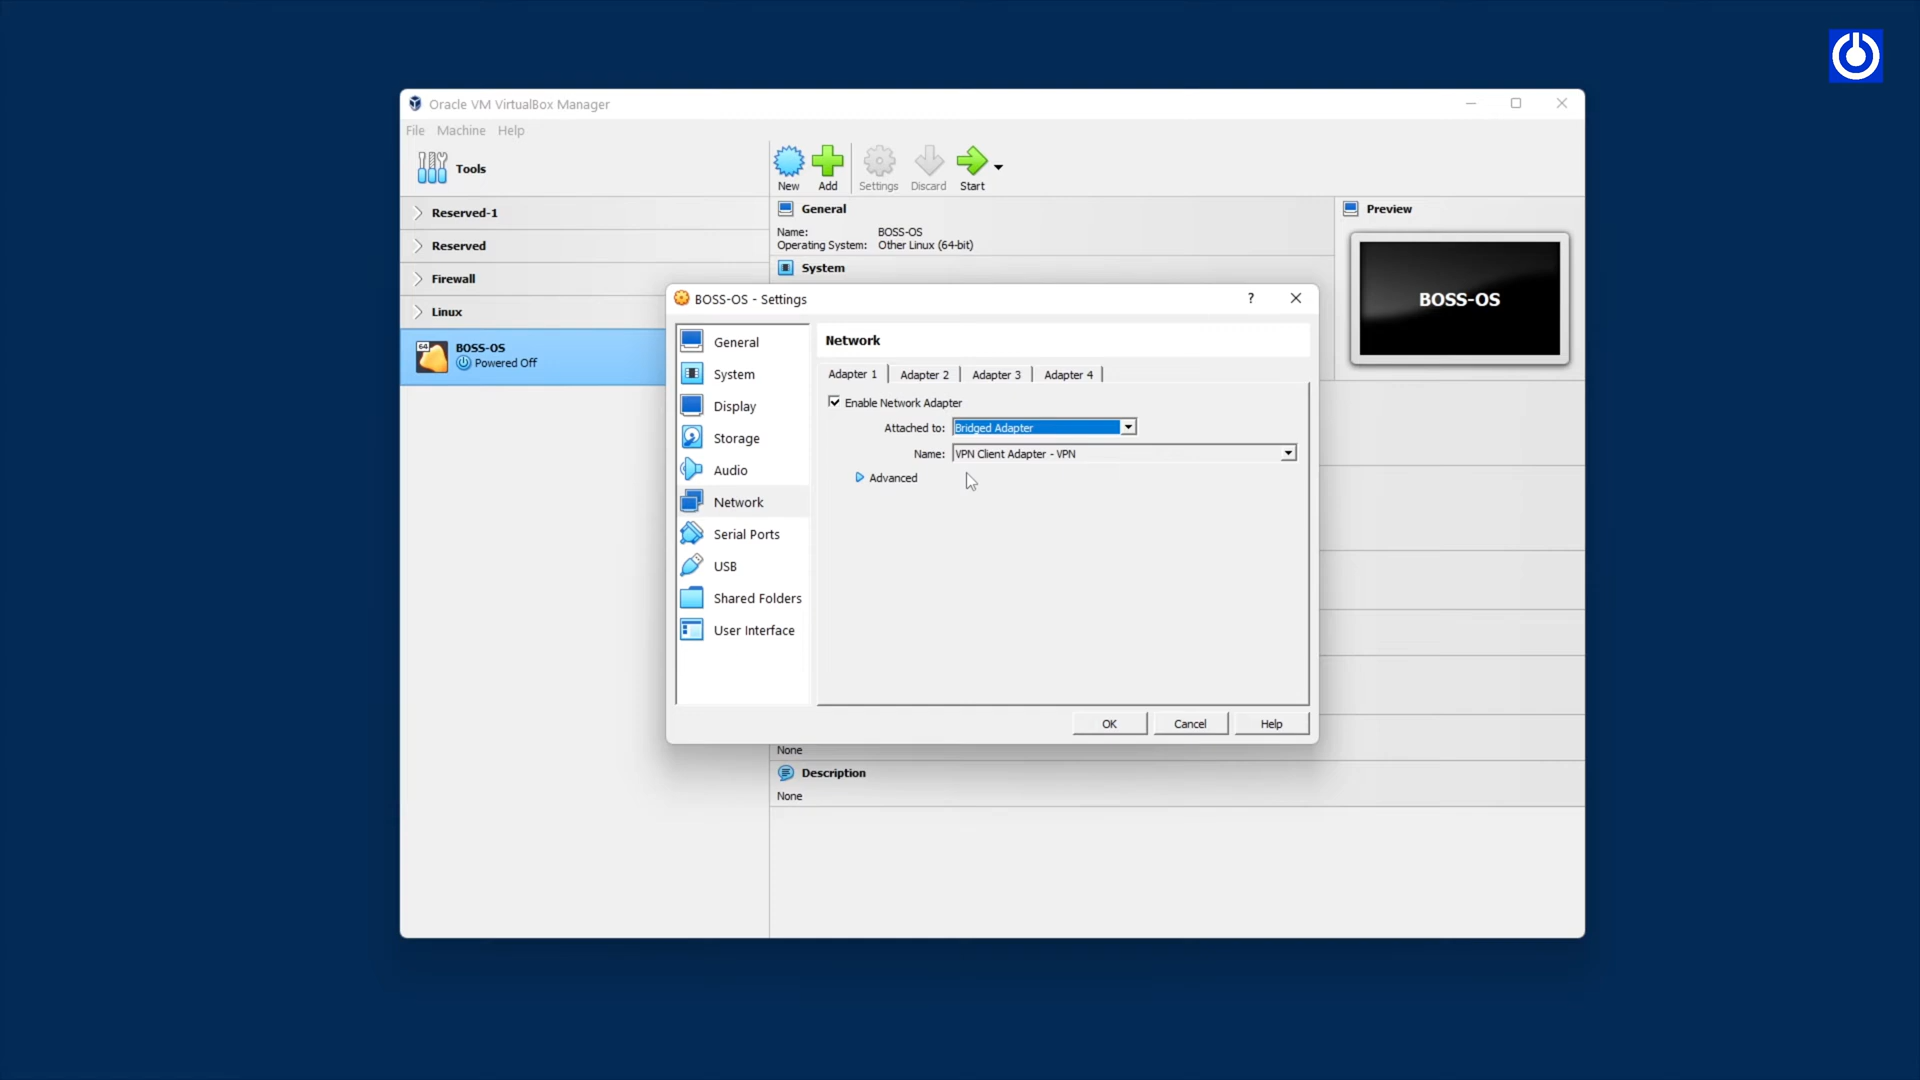 Oracle VM VirtualBox Manager
File Machine Help
Tools
New Add Settings Discard Start
Reserved-1
Reserved
Firewall
Linux
64
BOSS-OS
Powered Off
General
Name: BOSS-OS
Operating System: Other Linux (64-bit)
System
Preview
BOSS-OS
BOSS-OS - Settings
?
General
System
Display
Storage
Audio
Network
Serial Ports
USB
Shared Folders
User Interface
Network
Adapter 1 Adapter 2 Adapter 3 Adapter 4
Enable Network Adapter
Attached to: Bridged Adapter
Name: VPN Client Adapter - VPN
Advanced
OK Cancel Help
None
Description
None